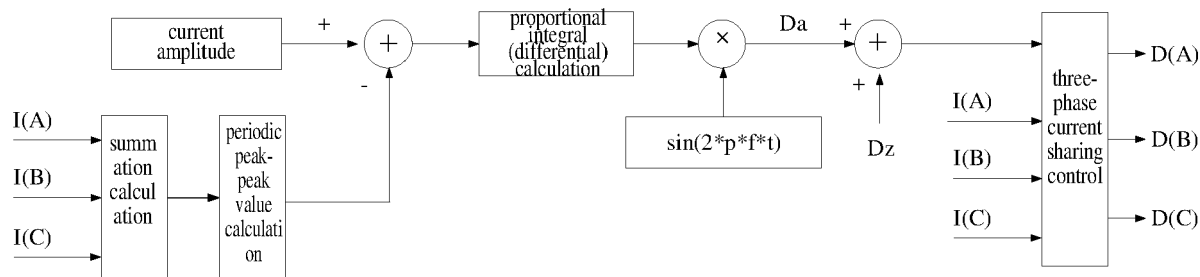 current
amplitude
+
+
-
proportional
integral
(differential)
calculation
×
Da
+
+
+
Dz
sin(2*p*f*t)
I(A)
I(B)
I(C)
summ
ation
calcul
ation
periodic
peak-
peak
value
calculati
on
I(A)
I(B)
I(C)
three-
phase
current
sharing
control
D(A)
D(B)
D(C)